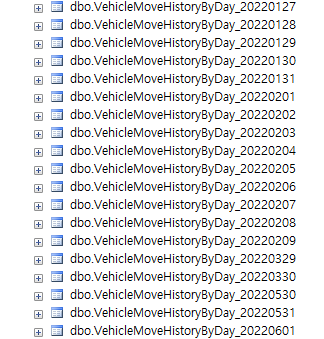 dbo.VehicleMoveHistoryByDay_20220127
dbo.VehicleMoveHistoryByDay_20220128
dbo.VehicleMoveHistoryByDay_20220129
dbo.VehicleMoveHistoryByDay_20220130
dbo.VehicleMoveHistoryByDay_20220131
dbo.VehicleMoveHistoryByDay_20220201
dbo.VehicleMoveHistoryByDay_20220202
dbo.VehicleMoveHistoryByDay_20220203
dbo.VehicleMoveHistoryByDay_20220204
dbo.VehicleMoveHistoryByDay_20220205
dbo.VehicleMoveHistoryByDay_20220206
dbo.VehicleMoveHistoryByDay_20220207
dbo.VehicleMoveHistoryByDay_20220208
dbo.VehicleMoveHistoryByDay_20220209
dbo.VehicleMoveHistoryByDay_20220329
dbo.VehicleMoveHistoryByDay_20220330
dbo.VehicleMoveHistoryByDay_20220530
dbo.VehicleMoveHistoryByDay_20220531
dbo.VehicleMoveHistoryByDay_20220601